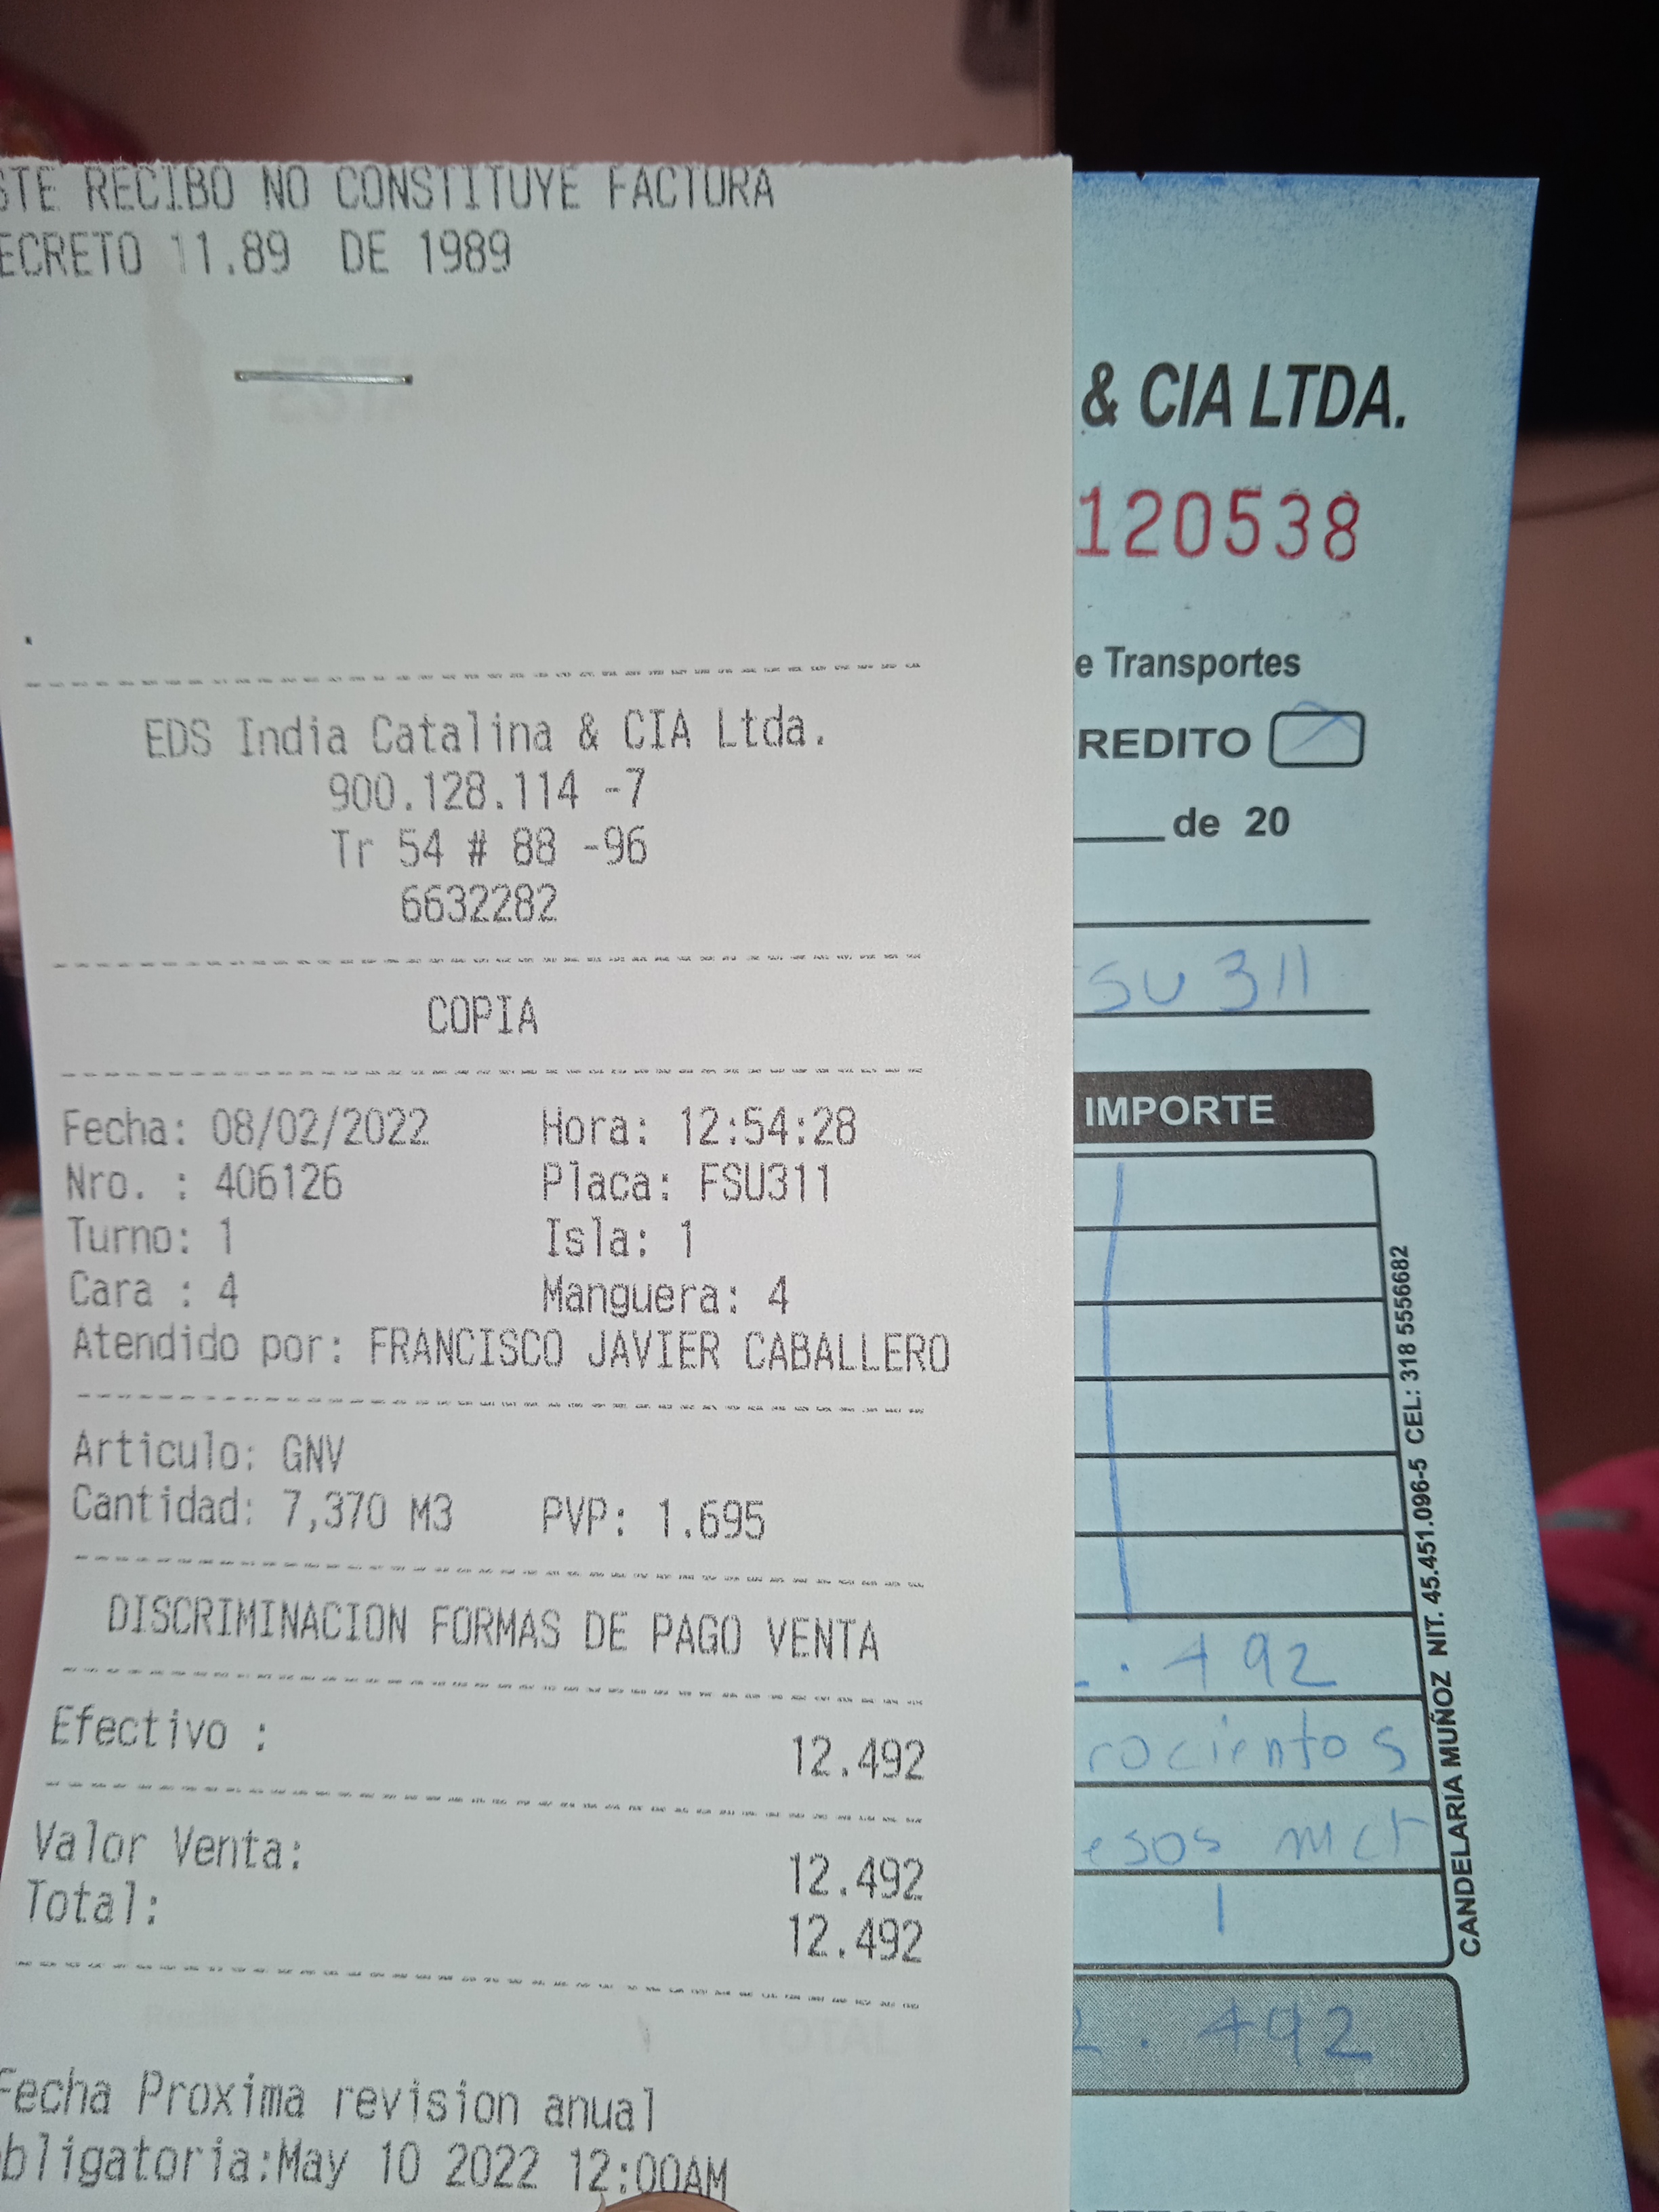 STE RECIBO NO CONSTITUYE FACTURA
ECRETO 11.89 DE 1989
EDS India Catalina & CIA Ltda.
900.128.114 -7
Tr 54 # 88 -96
6632282
COPIA
Fecha: 08/02/2022 Hora: 12:54:28
Nro. : 406126 Placa: FSU311
Turno: 1 Isla: 1
Cara : 4 Manguera: 4
Atendido por: FRANCISCO JAVIER CABALLERO
Articulo: GNV
Cantidad: 7,370 M3 PVP: 1.695
DISCRIMINACION FORMAS DE PAGO VENTA
Efectivo : 12.492
Valor Venta: 12.492
Total: 12.492
Fecha Proxima revision anual
bligatoria:May 10 2022 12:00AM
& CIA LTDA.
120538
e Transportes
REDITO
de 20
SU 311
IMPORTE
2.492
rocientos
esos mct
2.492
CANDELARIA MUÑOZ NIT. 45.451.096-5 CEL: 318 5556682